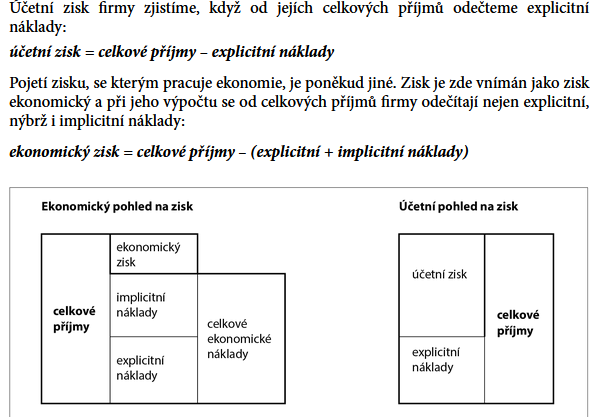 Účetní zisk firmy zjistíme, když od jejích celkových příjmů odečteme explicitní
náklady:
účetní zisk = celkové příjmy – explicitní náklady
Pojetí zisku, se kterým pracuje ekonomie, je poněkud jiné. Zisk je zde vnímán jako zisk
ekonomický a při jeho výpočtu se od celkových příjmů firmy odečítají nejen explicitní,
nýbrž i implicitní náklady:
ekonomický zisk = celkové příjmy – (explicitní + implicitní náklady)
Ekonomický pohled na zisk
celkové
příjmy
ekonomický
zisk
implicitní
náklady
explicitní
náklady
celkové
ekonomické
náklady
Účetní pohled na zisk
účetní zisk
explicitní
náklady
celkové
příjmy